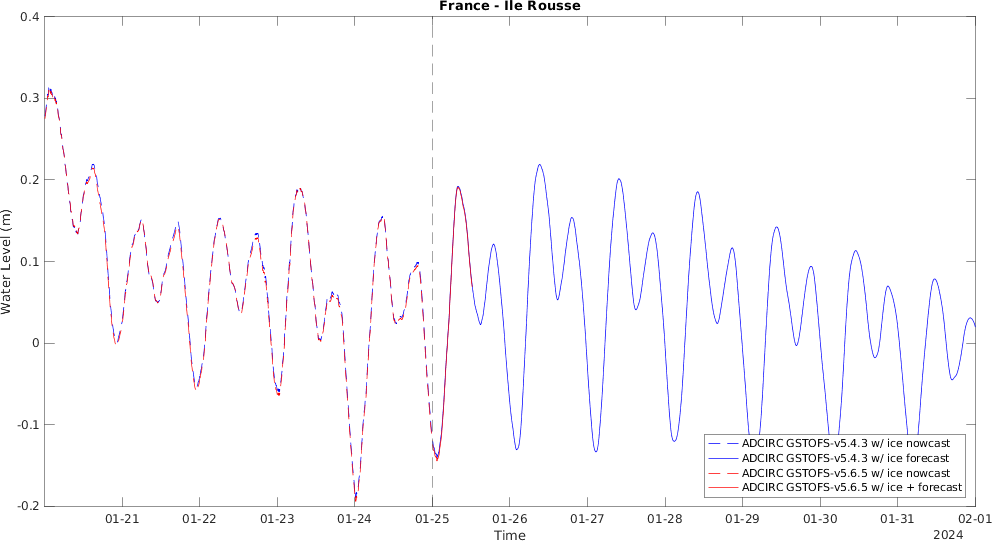 France - Ile Rousse
Water Level (m)
0.4
0.3
0.2
0.1
0
-0.1
-0.2
ADCIRC GSTOFS-v5.4.3 w/ ice nowcast
ADCIRC GSTOFS-v5.4.3 w/ ice forecast
ADCIRC GSTOFS-v5.6.5 w/ ice nowcast
ADCIRC GSTOFS-v5.6.5 w/ ice + forecast
01-21 01-22 01-23 01-24 01-25 01-26 01-27 01-28 01-29 01-30 01-31 02-01
Time
2024